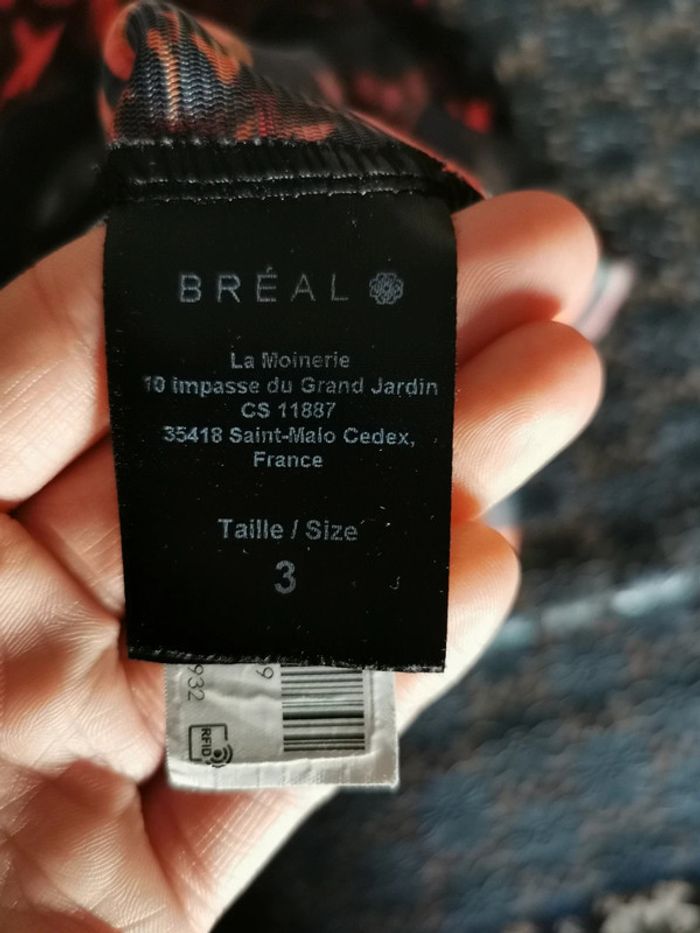 BRÉAL
La Moinerie
10 impasse du Grand Jardin
CS 11887
35418 Saint-Malo Cedex,
France
Taille / Size
3
932
RFID